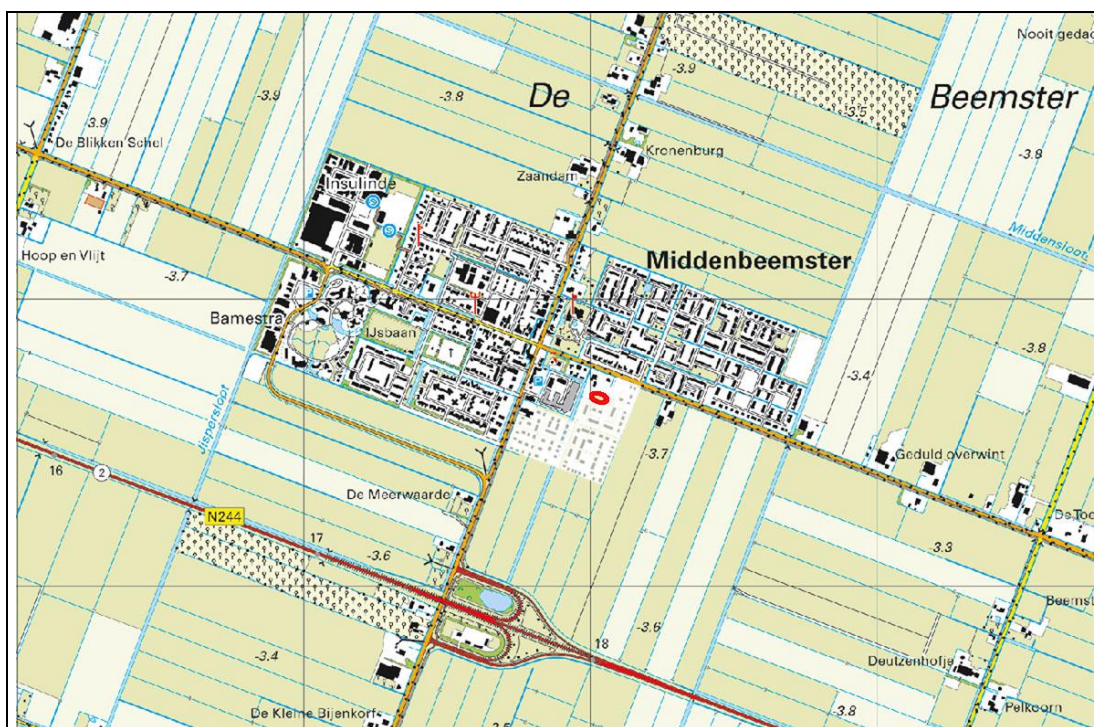 Nooit gedac
De
Beemster
-3.9
-3.5
-3.9
-3.8
-3.9
De Blikken Schel
Kronenburg
-3.8
Zaandam
Insulinde
Middensloot
Hoop en Vlijt
-3.7
Middenbeemster
Bamestra
P
IJsbaan
-3.8
-3.4
P
Jispersloot
-3.7
Geduld overwint
16
2
De Meerwaarde
N244
De Too
17
-3.6
-3.3
Beemst
-3.6
18
-3.4
Deutzenhofje
De Kleine Bijenkorf
-3.5
-3.8
Pelkoorn